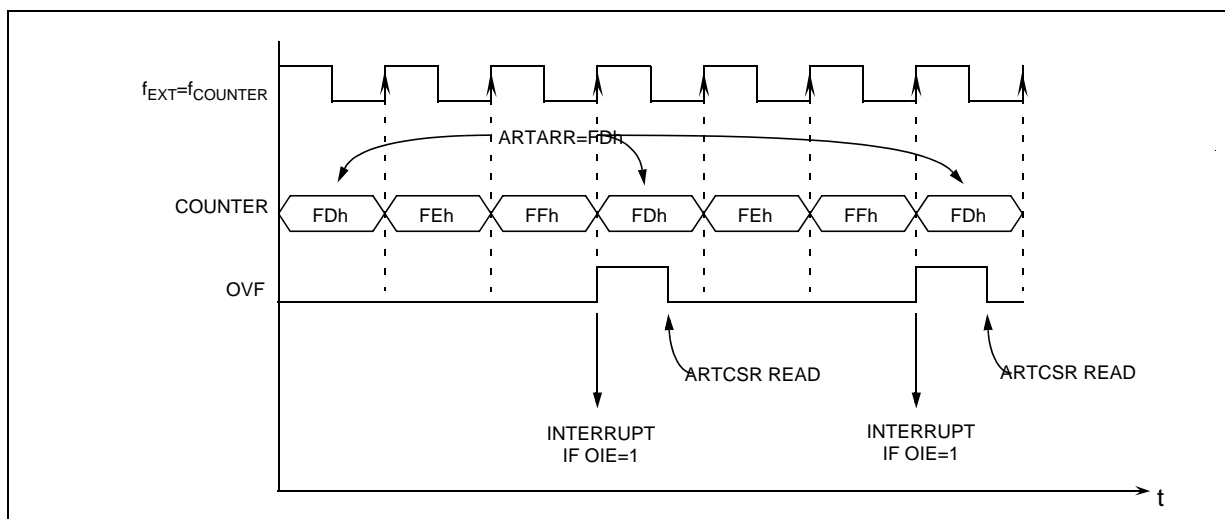 fEXT=fCOUNTER
ARTARR=FDh
COUNTER
FDh
FEh
FFh
FDh
FEh
FFh
FDh
OVF
ARTCSR READ
ARTCSR READ
INTERRUPT
IF OIE=1
INTERRUPT
IF OIE=1
t